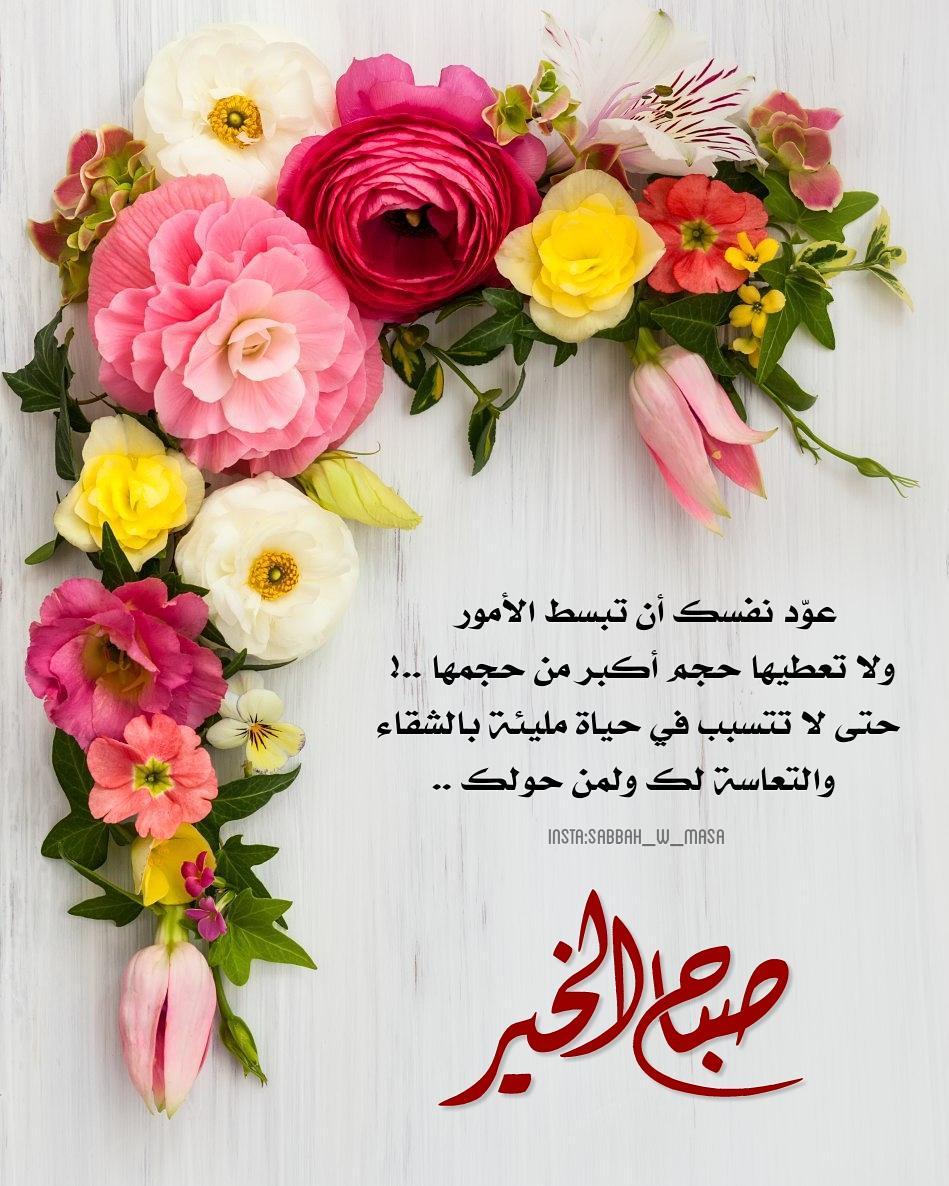 عوّد نفسك أن تبسط الأمور
ولا تعطيها حجم أكبر من حجمها ..!
حتى لا تتسبب في حياة مليئة بالشقاء
والتعاسة لك ولمن حولك ..
INSTA:SABBAH_W_MASA
صباح الخير